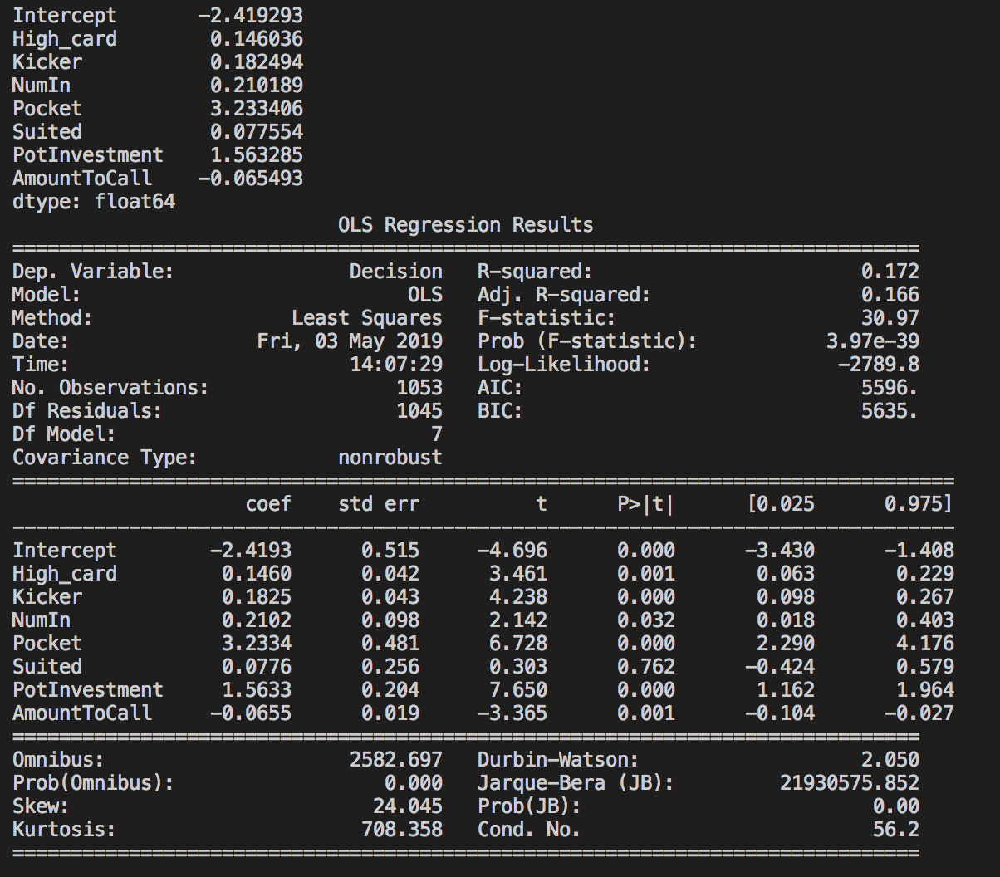 Intercept       -2.419293
High_card        0.146036
Kicker           0.182494
NumIn            0.210189
Pocket           3.233406
Suited           0.077554
PotInvestment    1.563285
AmountToCall    -0.065493
dtype: float64
                            OLS Regression Results
==============================================================================
Dep. Variable:               Decision   R-squared:                       0.172
Model:                            OLS   Adj. R-squared:                  0.166
Method:                 Least Squares   F-statistic:                     30.97
Date:                Fri, 03 May 2019   Prob (F-statistic):           3.97e-39
Time:                        14:07:29   Log-Likelihood:                -2789.8
No. Observations:                1053   AIC:                             5596.
Df Residuals:                    1045   BIC:                             5635.
Df Model:                           7
Covariance Type:            nonrobust
=================================================================================
                    coef    std err          t      P>|t|      [0.025      0.975]
---------------------------------------------------------------------------------
Intercept        -2.4193      0.515     -4.696      0.000      -3.430      -1.408
High_card         0.1460      0.042      3.461      0.001       0.063       0.229
Kicker            0.1825      0.043      4.238      0.000       0.098       0.267
NumIn             0.2102      0.098      2.142      0.032       0.018       0.403
Pocket            3.2334      0.481      6.728      0.000       2.290       4.176
Suited            0.0776      0.256      0.303      0.762      -0.424       0.579
PotInvestment     1.5633      0.204      7.650      0.000       1.162       1.964
AmountToCall     -0.0655      0.019     -3.365      0.001      -0.104      -0.027
==============================================================================
Omnibus:                     2582.697   Durbin-Watson:                   2.050
Prob(Omnibus):                  0.000   Jarque-Bera (JB):         21930575.852
Skew:                          24.045   Prob(JB):                         0.00
Kurtosis:                     708.358   Cond. No.                         56.2
==============================================================================